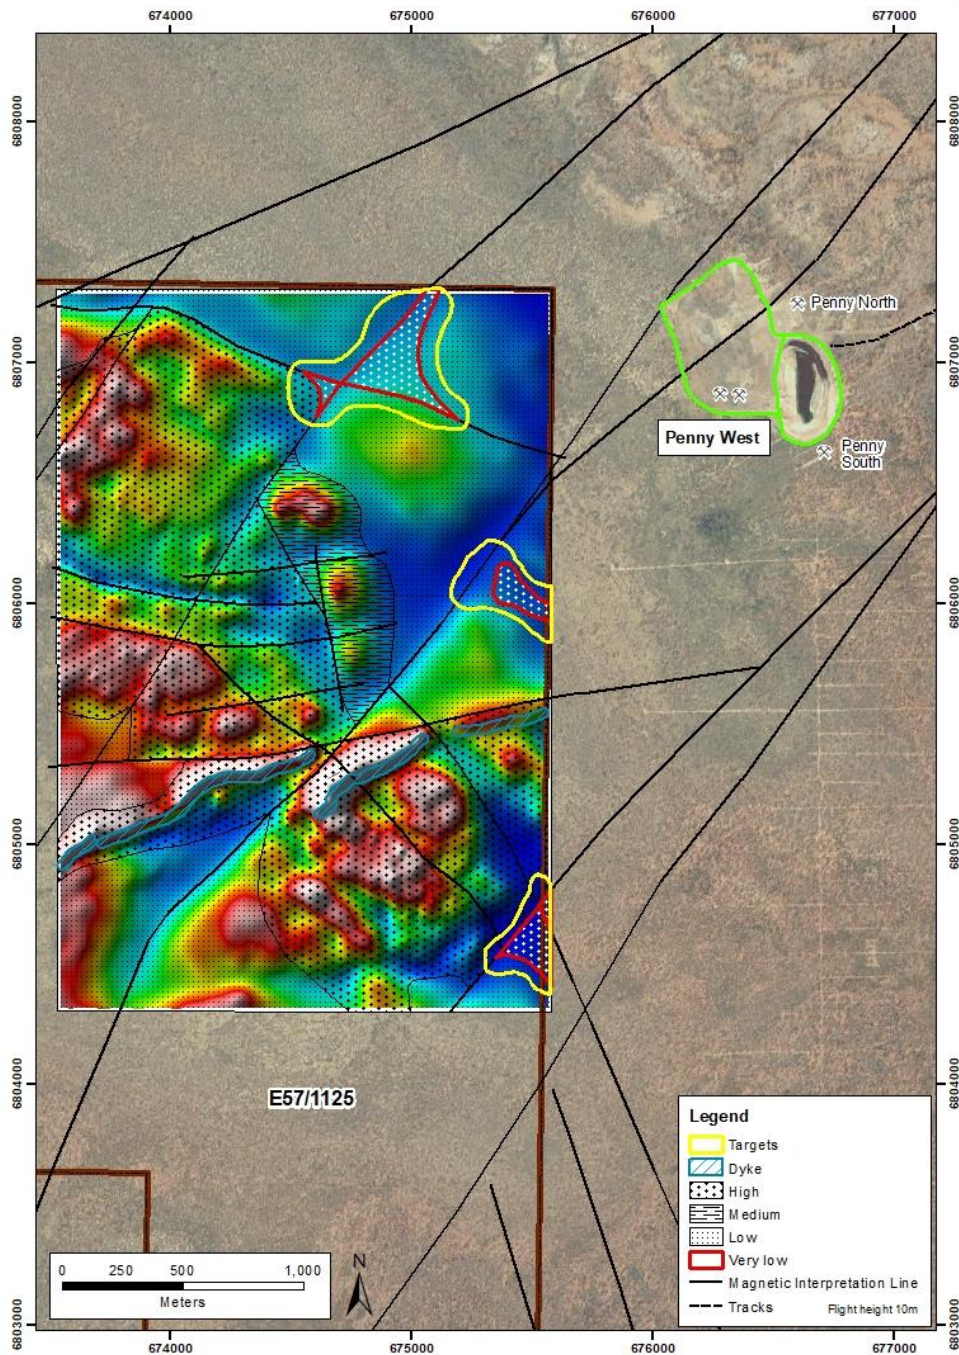 674000 675000 676000 677000
6808000 6808000
Penny North
6807000 6807000
Penny West
Penny
South
6806000 6806000
6805000 6805000
6804000 6804000
E57/1125
Legend
Targets
Dyke
High
Medium
Low
Very low
Magnetic Interpretation Line
Tracks Flight height 10m
0 250 500 1,000
Meters
N
6803000 6803000
674000 675000 676000 677000